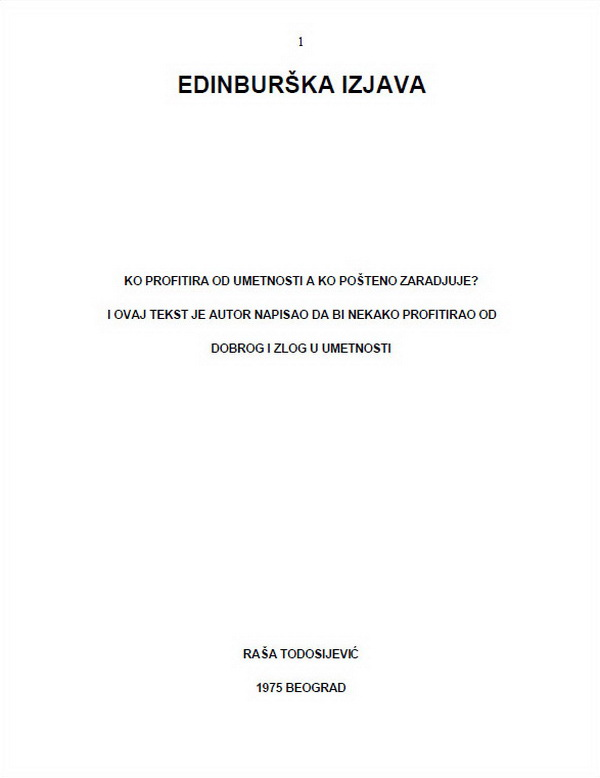 1
EDINBURŠKA IZJAVA
KO PROFITIRA OD UMETNOSTI A KO POŠTENO ZARADJUJE?
I OVAJ TEKST JE AUTOR NAPISAO DA BI NEKAKO PROFITIRAO OD
DOBROG I ZLOG U UMETNOSTI
RAŠA TODOSIJEVIĆ
1975 BEOGRAD